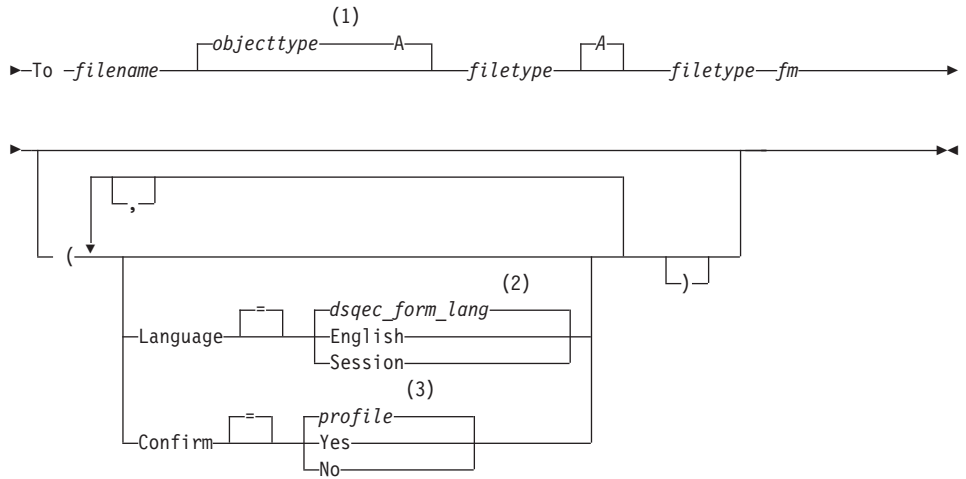 (1)
objecttype A A
To filename filetype filetype fm
,
( )
(2)
= dsqec_form_lang
Language English
Session
(3)
= profile
Confirm Yes
No